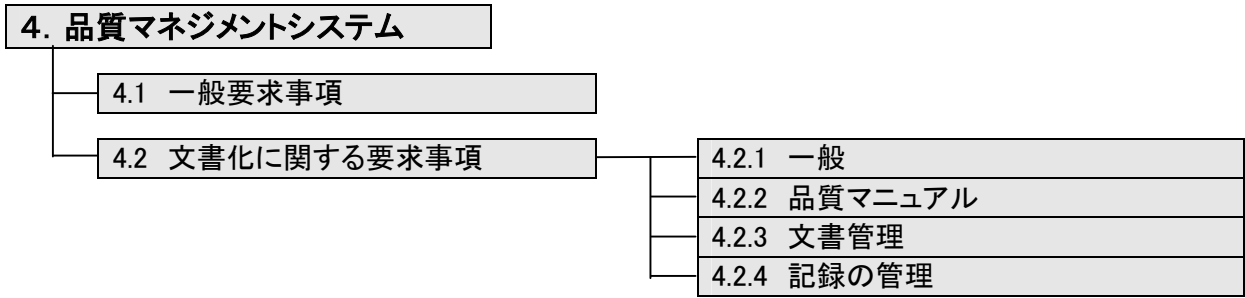 ４．品質マネジメントシステム
4.1 一般要求事項
4.2 文書化に関する要求事項
4.2.1 一般
4.2.2 品質マニュアル
4.2.3 文書管理
4.2.4 記録の管理